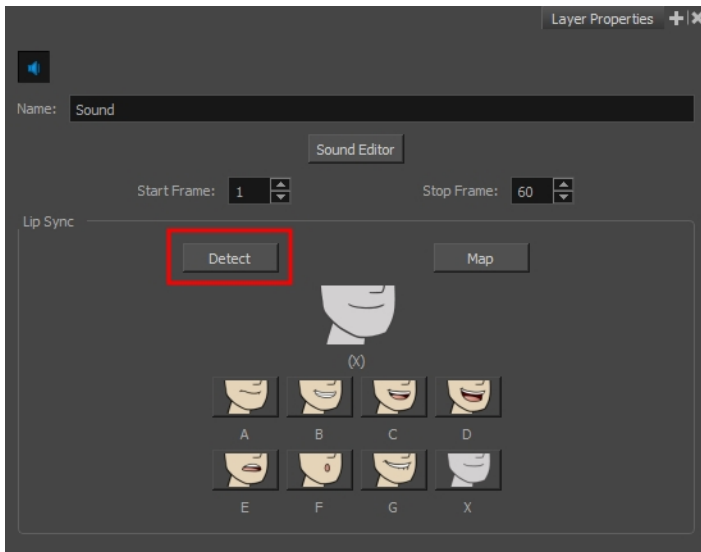 Layer Properties
Name: Sound
Sound Editor
Start Frame: 1 Stop Frame: 60
Lip Sync
Detect Map
(X)
A B C D
E F G X